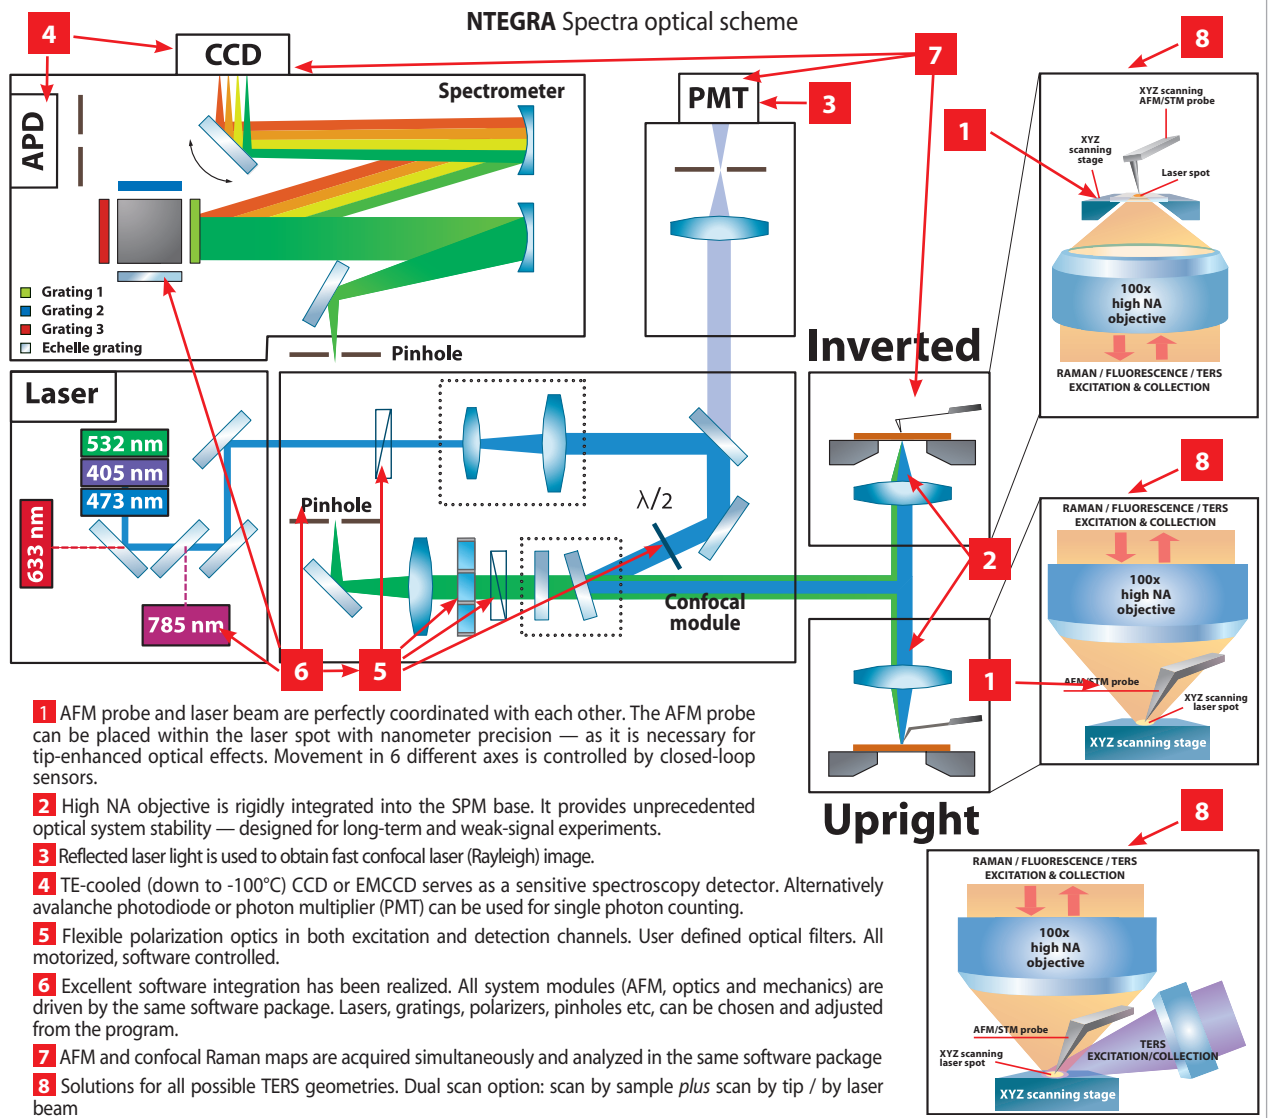 NTEGRA Spectra optical scheme
4
CCD
7
8
Spectrometer
APD
PMT
3
1
XYZ scanning
AFM/STM probe
XYZ
scanning
stage
Laser spot
100x
high NA
objective
RAMAN / FLUORESCENCE / TERS
EXCITATION & COLLECTION
Grating 1
Grating 2
Grating 3
Echelle grating
Pinhole
Inverted
Laser
532 nm
405 nm
473 nm
633 nm
785 nm
Pinhole
λ/2
Confocal
module
2
6
5
8
RAMAN / FLUORESCENCE / TERS
EXCITATION & COLLECTION
100x
high NA
objective
1
AFM/STM probe
XYZ scanning
laser spot
XYZ scanning stage
Upright
8
RAMAN / FLUORESCENCE / TERS
EXCITATION & COLLECTION
100x
high NA
objective
AFM/STM probe
XYZ scanning
laser spot
TERS
EXCITATION/COLLECTION
XYZ scanning stage
1 AFM probe and laser beam are perfectly coordinated with each other. The AFM probe
can be placed within the laser spot with nanometer precision — as it is necessary for
tip-enhanced optical effects. Movement in 6 different axes is controlled by closed-loop
sensors.
2 High NA objective is rigidly integrated into the SPM base. It provides unprecedented
optical system stability — designed for long-term and weak-signal experiments.
3 Reflected laser light is used to obtain fast confocal laser (Rayleigh) image.
4 TE-cooled (down to -100°C) CCD or EMCCD serves as a sensitive spectroscopy detector. Alternatively
avalanche photodiode or photon multiplier (PMT) can be used for single photon counting.
5 Flexible polarization optics in both excitation and detection channels. User defined optical filters. All
motorized, software controlled.
6 Excellent software integration has been realized. All system modules (AFM, optics and mechanics) are
driven by the same software package. Lasers, gratings, polarizers, pinholes etc, can be chosen and adjusted
from the program.
7 AFM and confocal Raman maps are acquired simultaneously and analyzed in the same software package
8 Solutions for all possible TERS geometries. Dual scan option: scan by sample plus scan by tip / by laser
beam